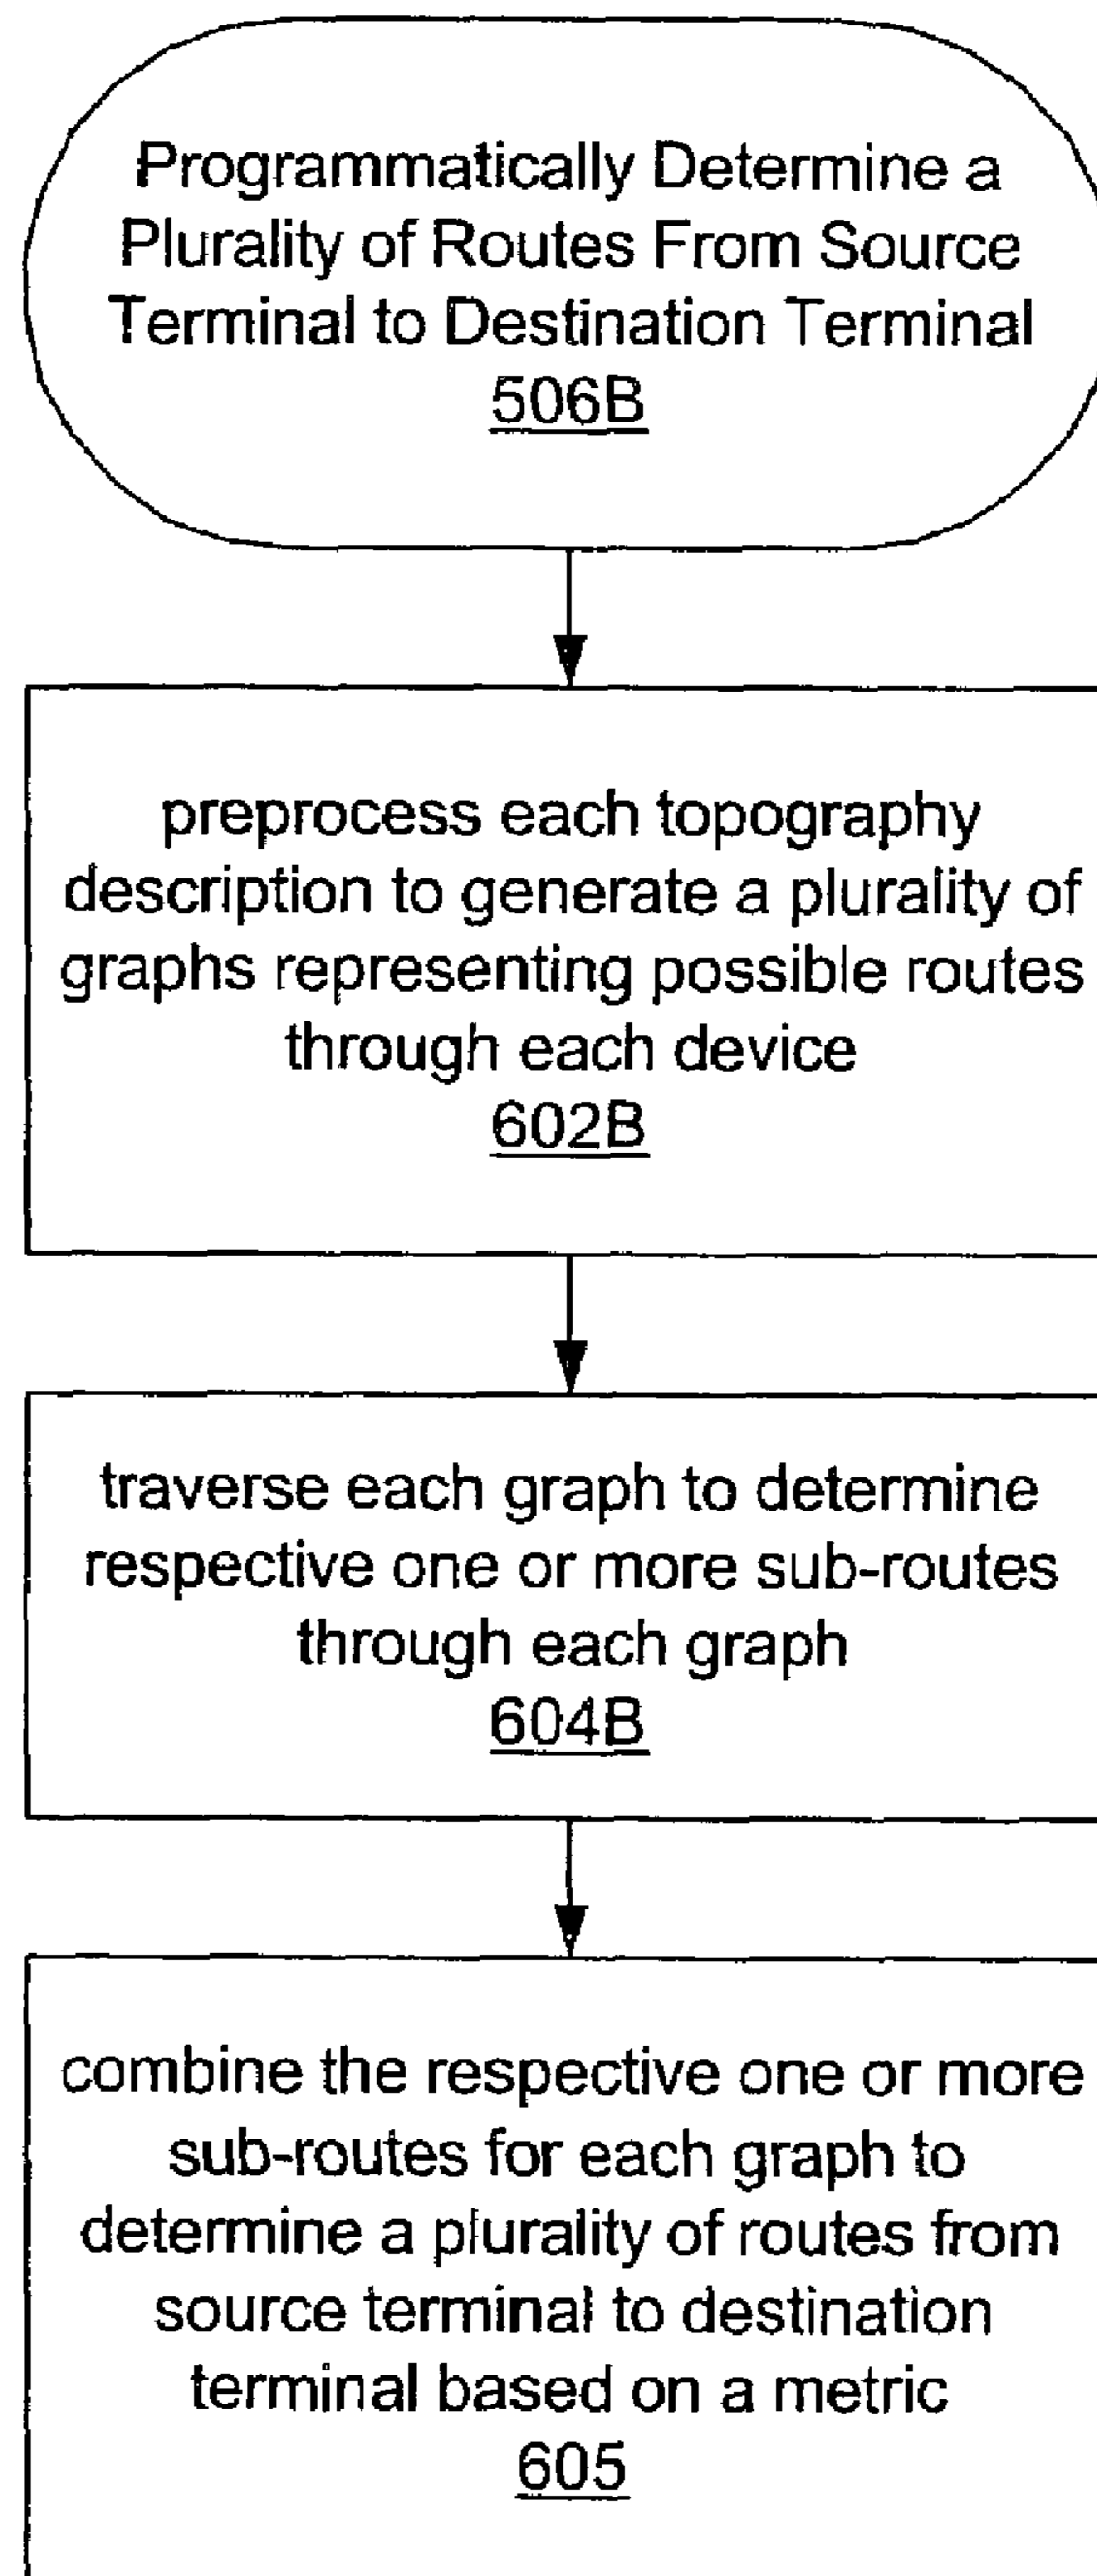 Programmatically Determine a
Plurality of Routes From Source
Terminal to Destination Terminal
506B
preprocess each topography
description to generate a plurality of
graphs representing possible routes
through each device
602B
traverse each graph to determine
respective one or more sub-routes
through each graph
604B
combine the respective one or more
sub-routes for each graph to
determine a plurality of routes from
source terminal to destination
terminal based on a metric
605